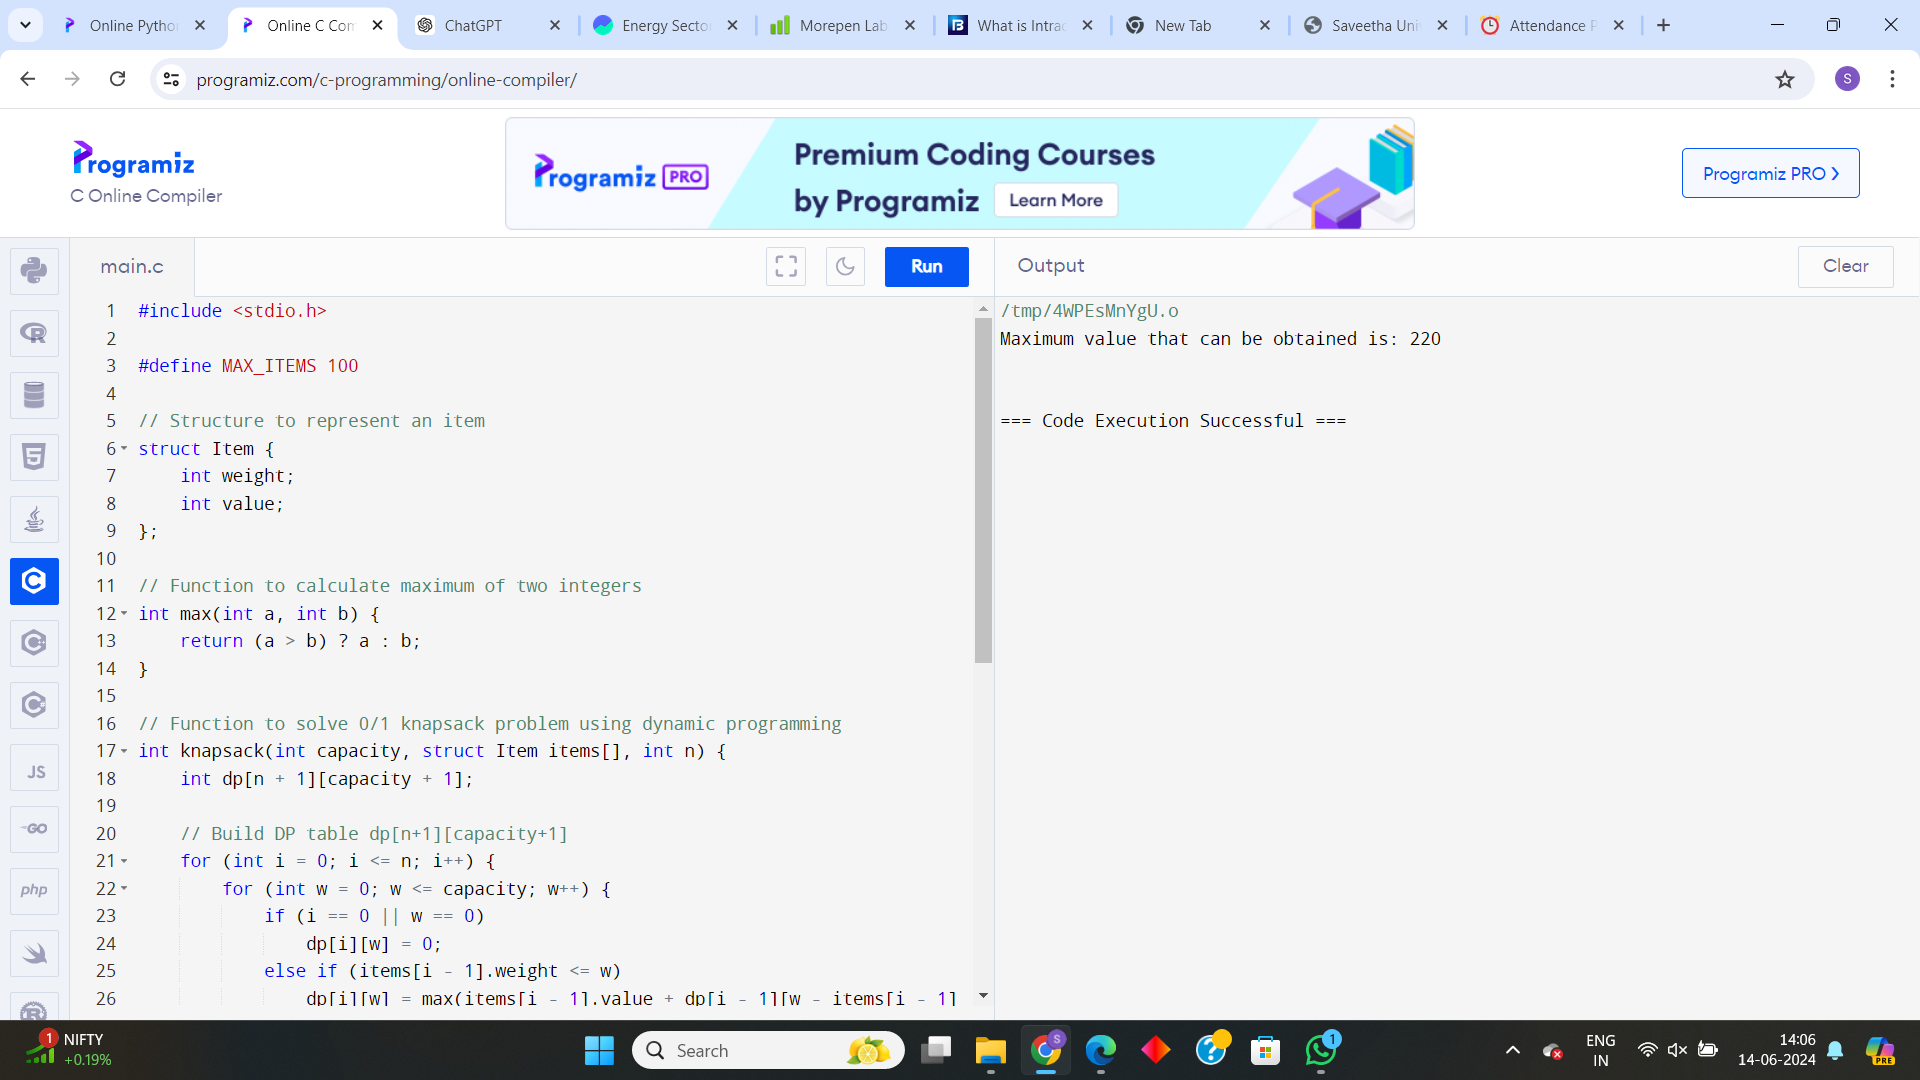 Online Python
Online C Com
ChatGPT
Energy Secto
Morepen Lab
What is Intrac
New Tab
Saveetha Uni
Attendance P
programiz.com/c-programming/online-compiler/
S
Programiz
C Online Compiler
Programiz PRO
Premium Coding Courses
by Programiz
Learn More
Programiz PRO
main.c
Run
Output
Clear
1 #include <stdio.h>
2
3 #define MAX_ITEMS 100
4
5 // Structure to represent an item
6 struct Item {
7 int weight;
8 int value;
9 };
10
11 // Function to calculate maximum of two integers
12 int max(int a, int b) {
13 return (a > b) ? a : b;
14 }
15
16 // Function to solve 0/1 knapsack problem using dynamic programming
17 int knapsack(int capacity, struct Item items[], int n) {
18 int dp[n + 1][capacity + 1];
19
20 // Build DP table dp[n+1][capacity+1]
21 for (int i = 0; i <= n; i++) {
22 for (int w = 0; w <= capacity; w++) {
23 if (i == 0 || w == 0)
24 dp[i][w] = 0;
25 else if (items[i - 1].weight <= w)
26 dp[i][w] = max(items[i - 1].value + dp[i - 1][w - items[i - 1]
/tmp/4WPEsMnYgU.o
Maximum value that can be obtained is: 220
=== Code Execution Successful ===
JS
GO
php
1
NIFTY
+0.19%
Search
S
1
ENG
IN
14:06
14-06-2024
PRE